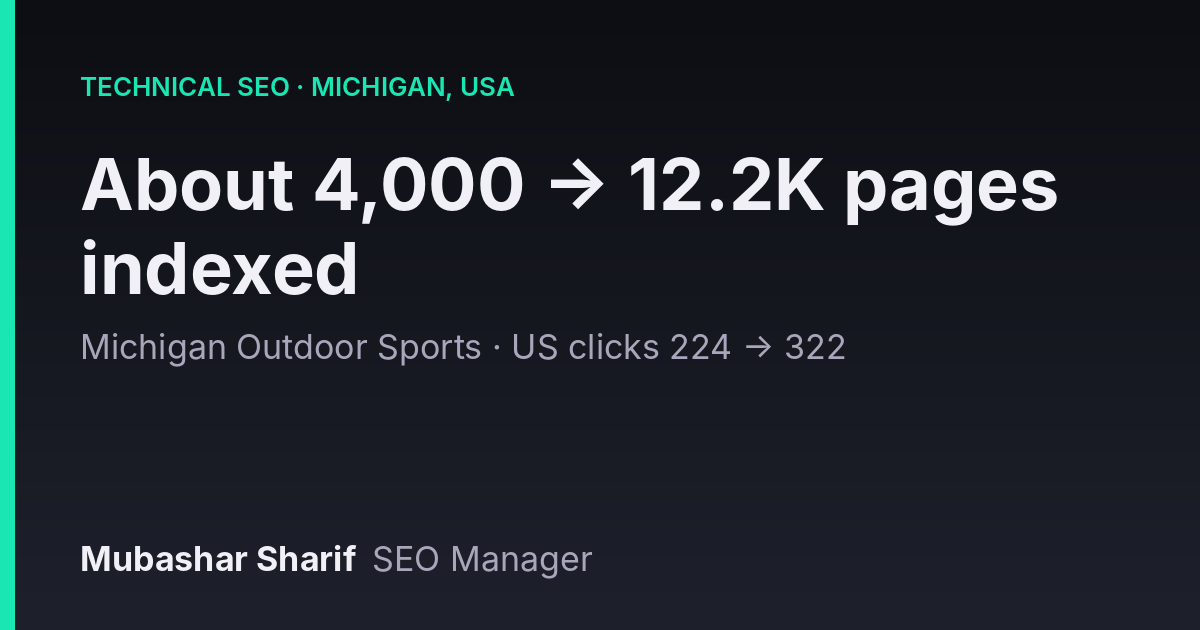 TECHNICAL SEO · MICHIGAN, USA
About 4,000 → 12.2K pages
indexed
Michigan Outdoor Sports · US clicks 224 → 322
Mubashar Sharif SEO Manager